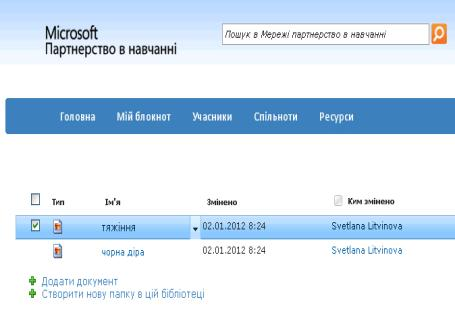 Microsoft
Партнерство в навчанні
Пошук в Мережі партнерство в навчанні
Головна Мій блокнот Учасники Спільноти Ресурси
Тип Ім'я Змінено Ким змінено
тяжіння 02.01.2012 8:24 Svetlana Litvinova
чорна діра 02.01.2012 8:24 Svetlana Litvinova
Додати документ
Створити нову папку в цій бібліотеці